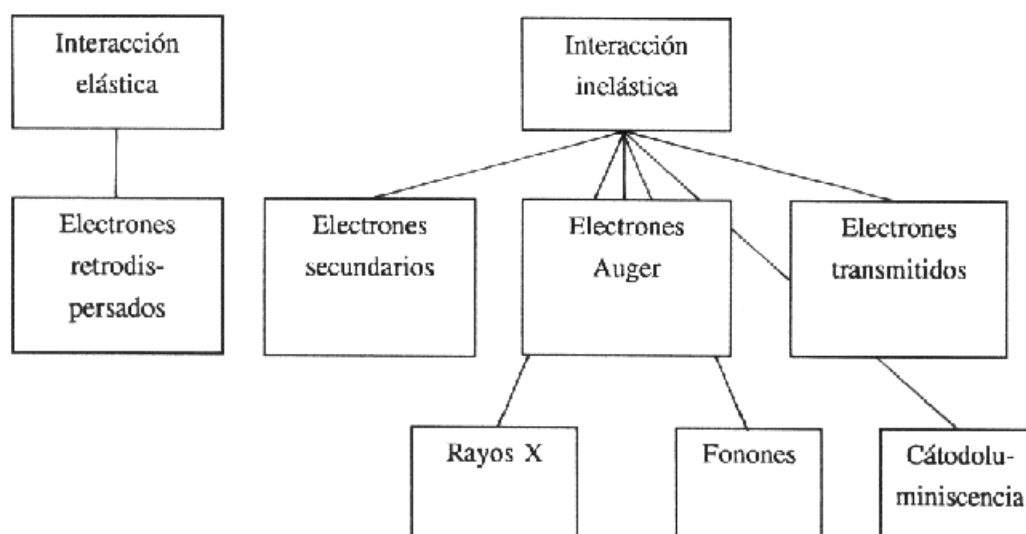 Interacción
elástica
Interacción
inelástica
Electrones
retrodis-
persados
Electrones
secundarios
Electrones
Auger
Electrones
transmitidos
Rayos X
Fonones
Cátodolu-
miniscencia